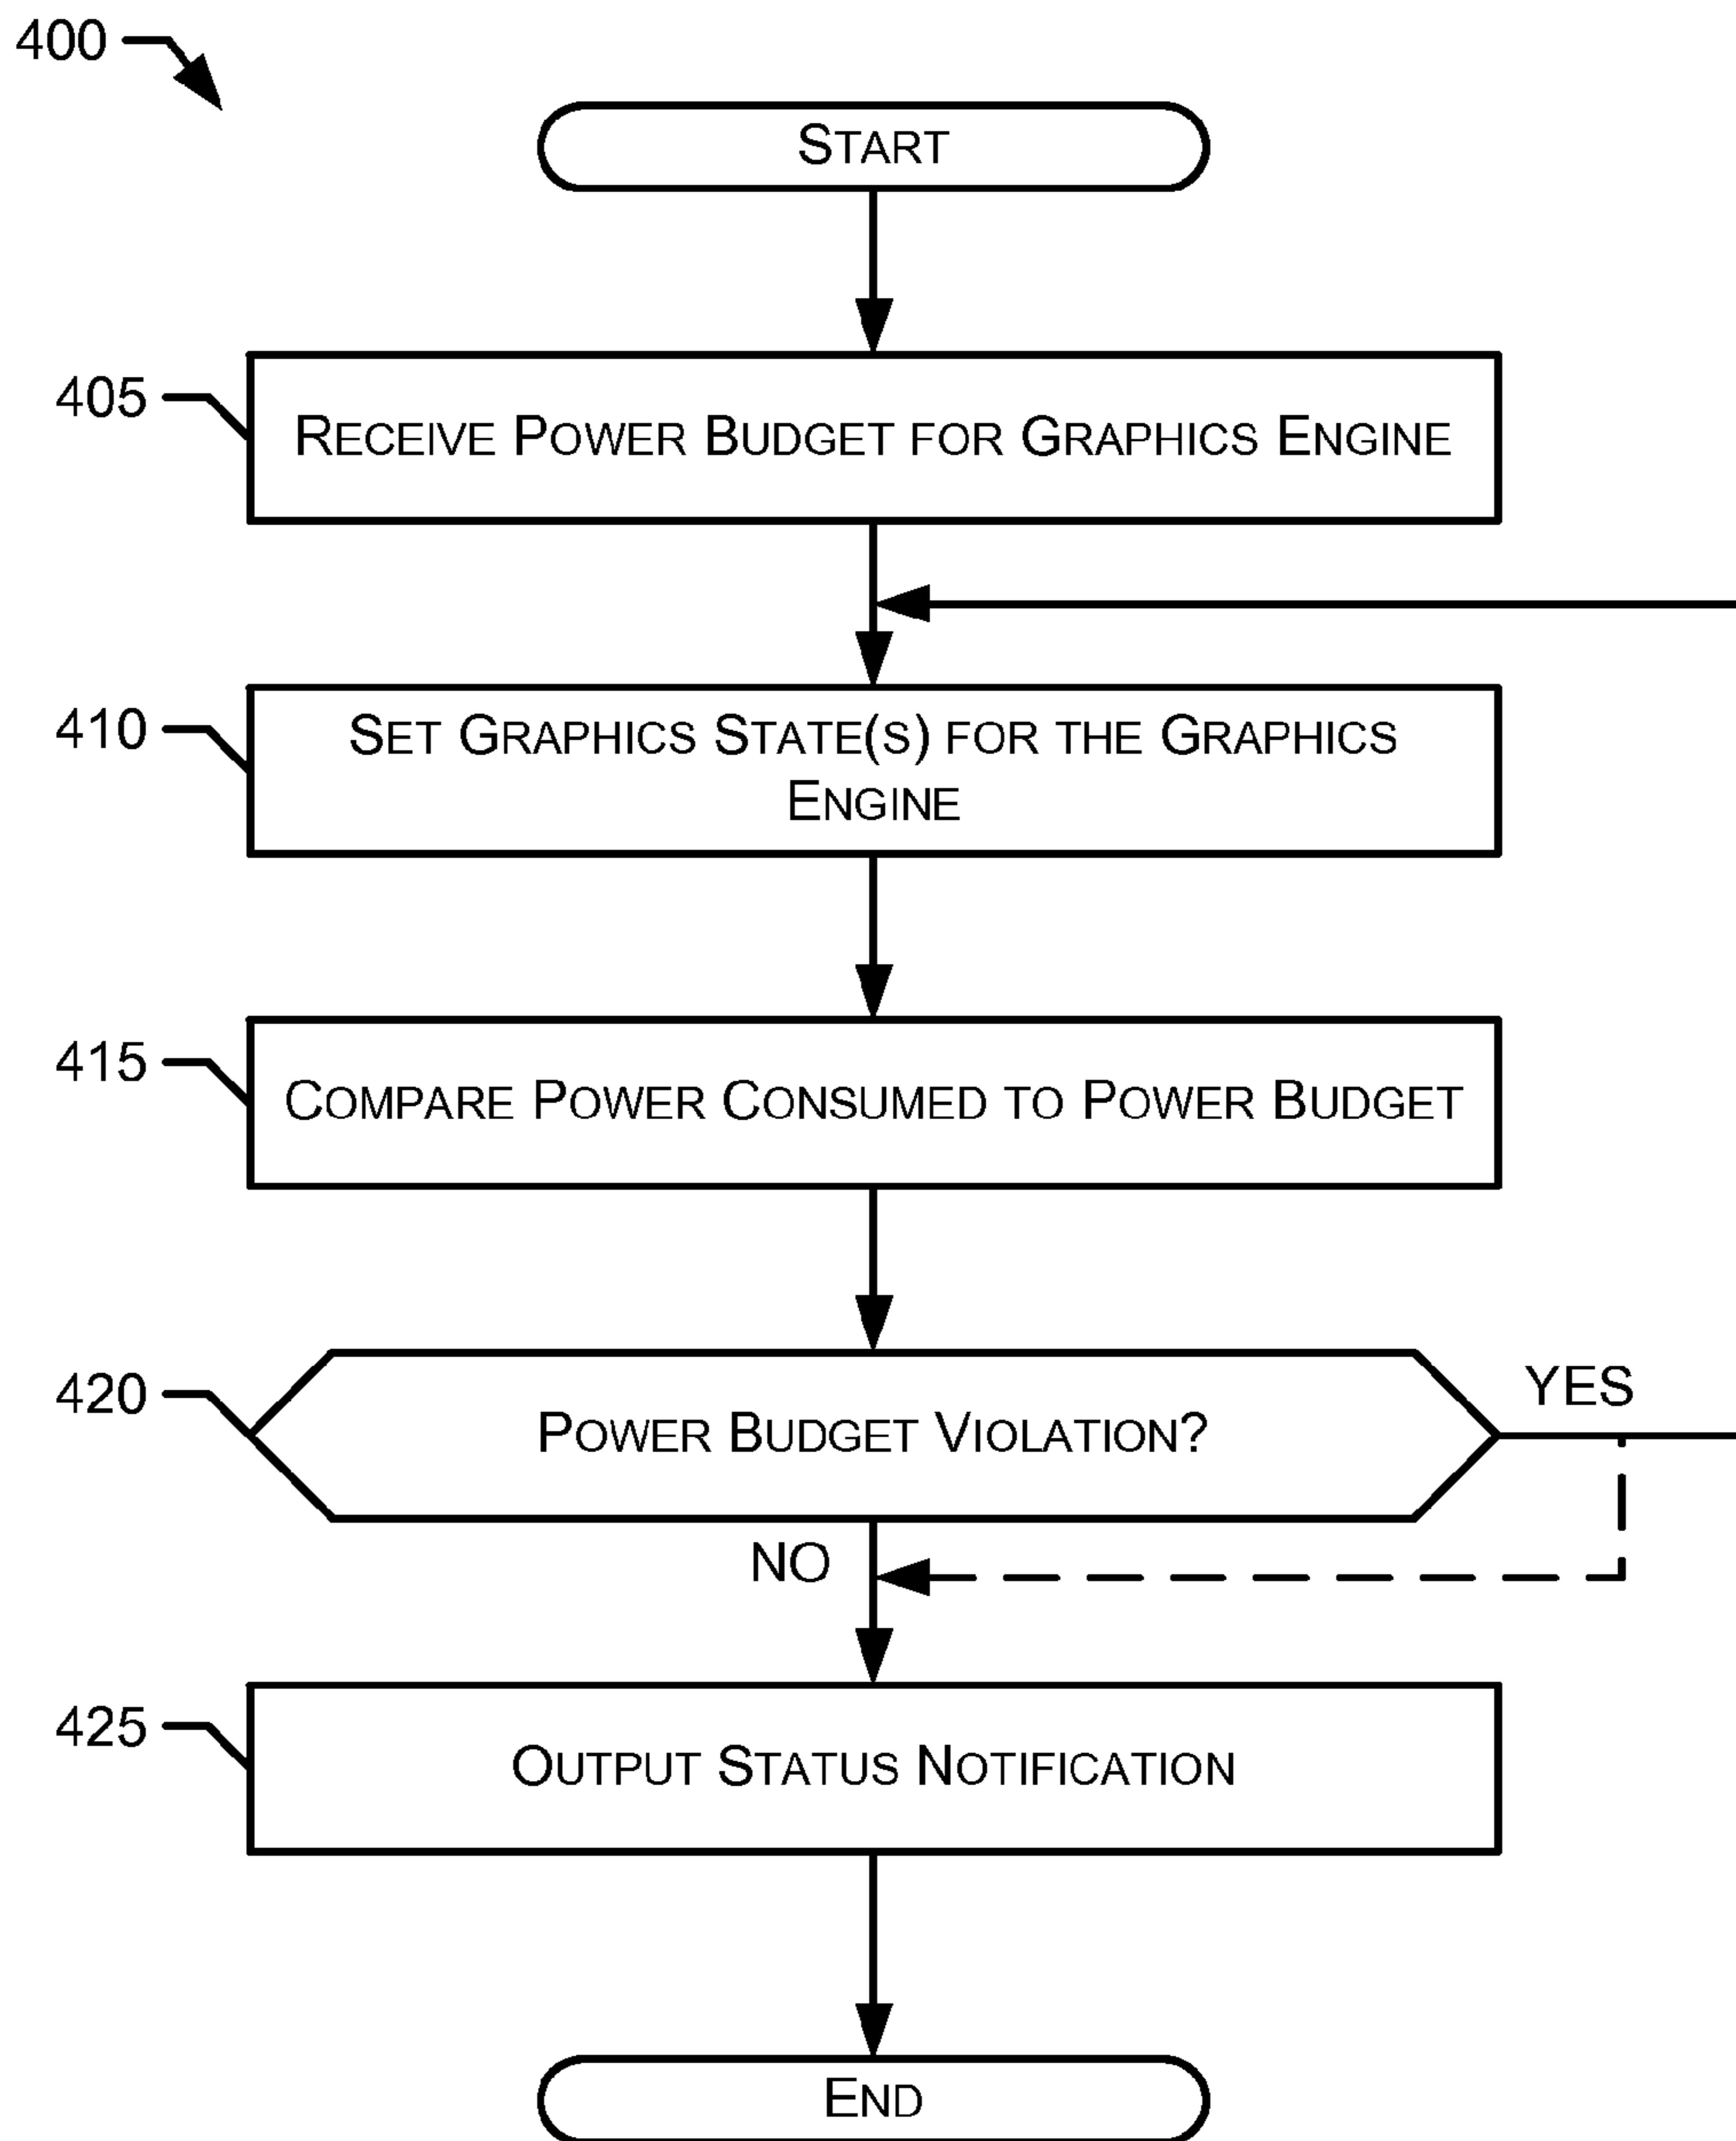 400
START
405
RECEIVE POWER BUDGET FOR GRAPHICS ENGINE
410
SET GRAPHICS STATE(S) FOR THE GRAPHICS
ENGINE
415
COMPARE POWER CONSUMED TO POWER BUDGET
420
POWER BUDGET VIOLATION?
YES
NO
425
OUTPUT STATUS NOTIFICATION
END